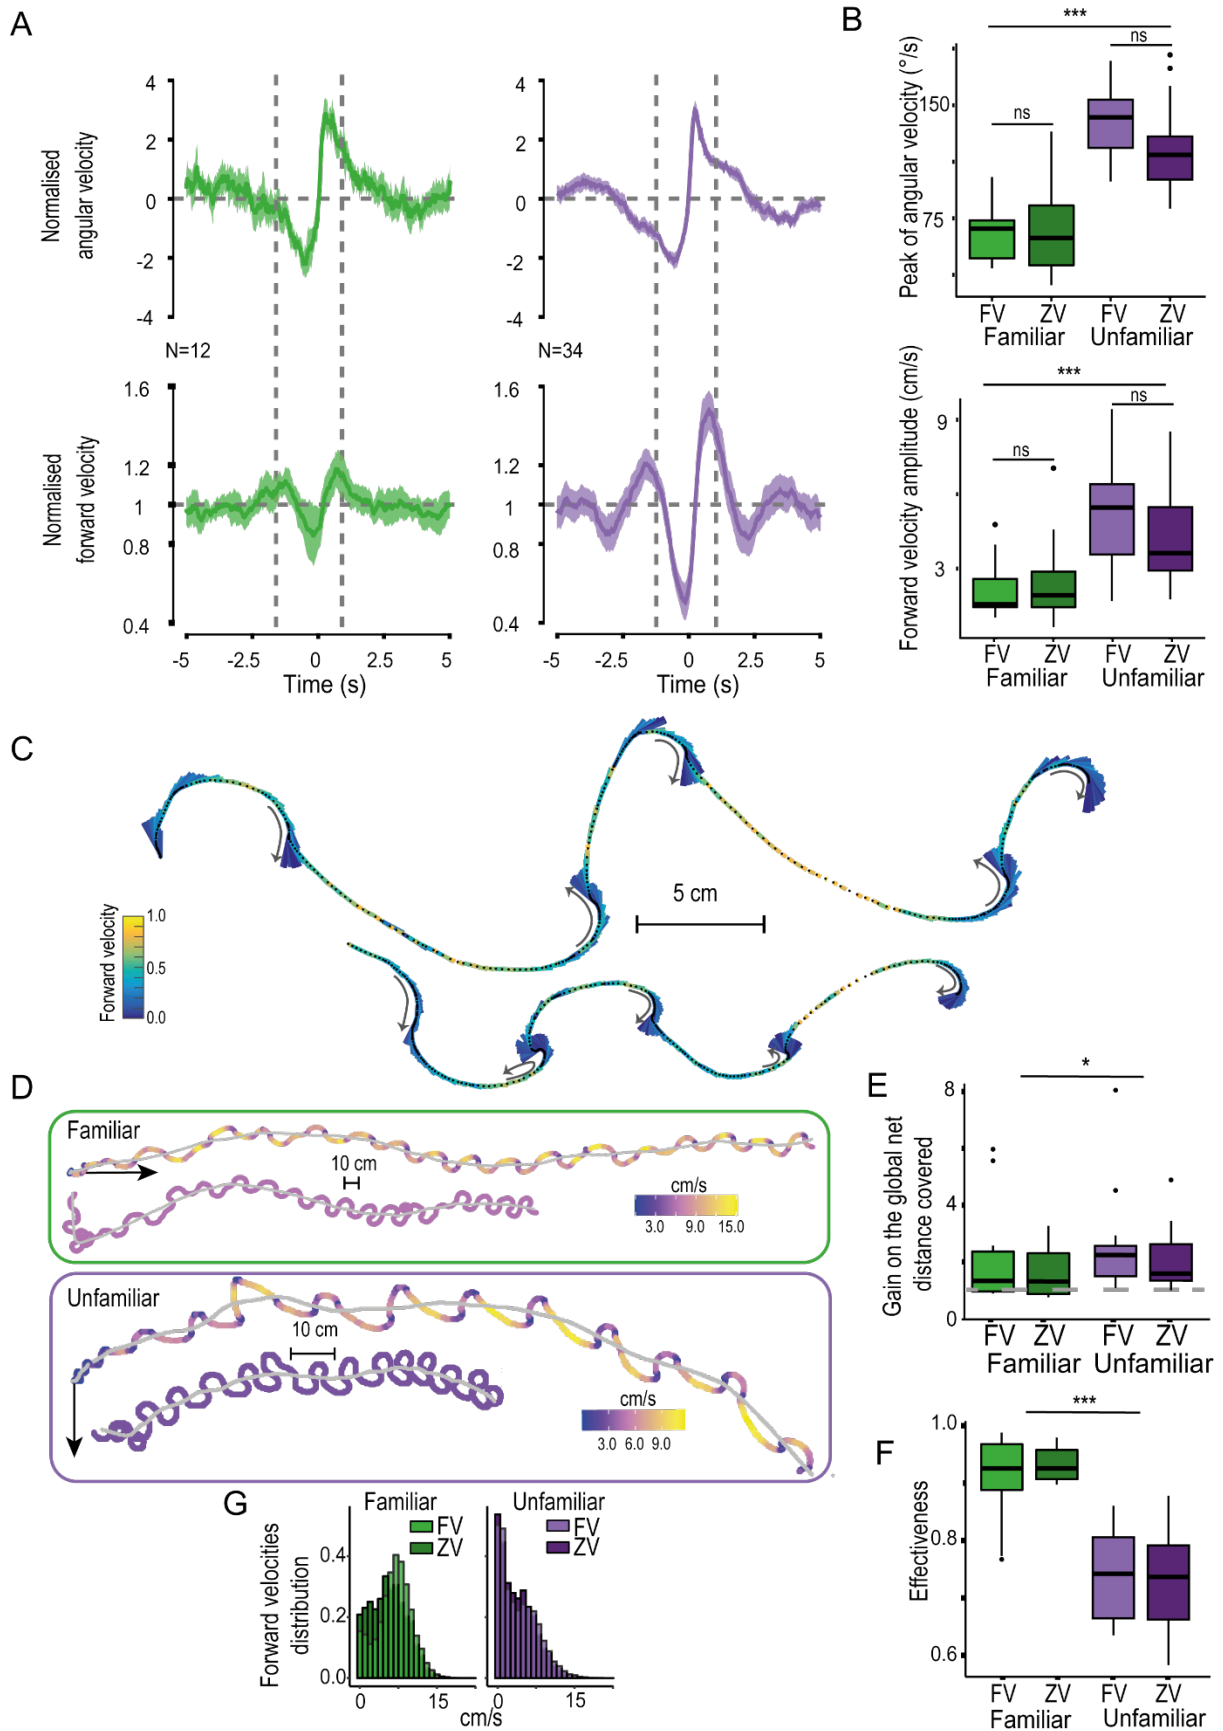 A
Normalised
angular velocity
4
2
0
-2
-4
4
2
0
-2
-4
N=12
N=34
Normalised
forward velocity
1.6
1.2
1
0.8
0.4
1.6
1.2
1
0.8
0.4
-5 -2.5 0 2.5 5
Time (s)
-5 -2.5 0 2.5 5
Time (s)
B
Peak of angular velocity (°/s)
150
75
***
ns
ns
FV ZV FV ZV
Familiar Unfamiliar
Forward velocity amplitude (cm/s)
9
3
***
ns
ns
FV ZV FV ZV
Familiar Unfamiliar
C
5 cm
Forward velocity
1.0
0.5
0.0
D
Familiar
10 cm
cm/s
3.0 9.0 15.0
Unfamiliar
10 cm
cm/s
3.0 6.0 9.0
E
Gain on the global net
distance covered
8
4
0
*
FV ZV FV ZV
Familiar Unfamiliar
F
Effectiveness
1.0
0.8
0.6
***
FV ZV FV ZV
Familiar Unfamiliar
G
Forward velocities
distribution
0.4
0.2
0.0
Familiar
FV
ZV
Unfamiliar
FV
ZV
0 15
0 15
cm/s